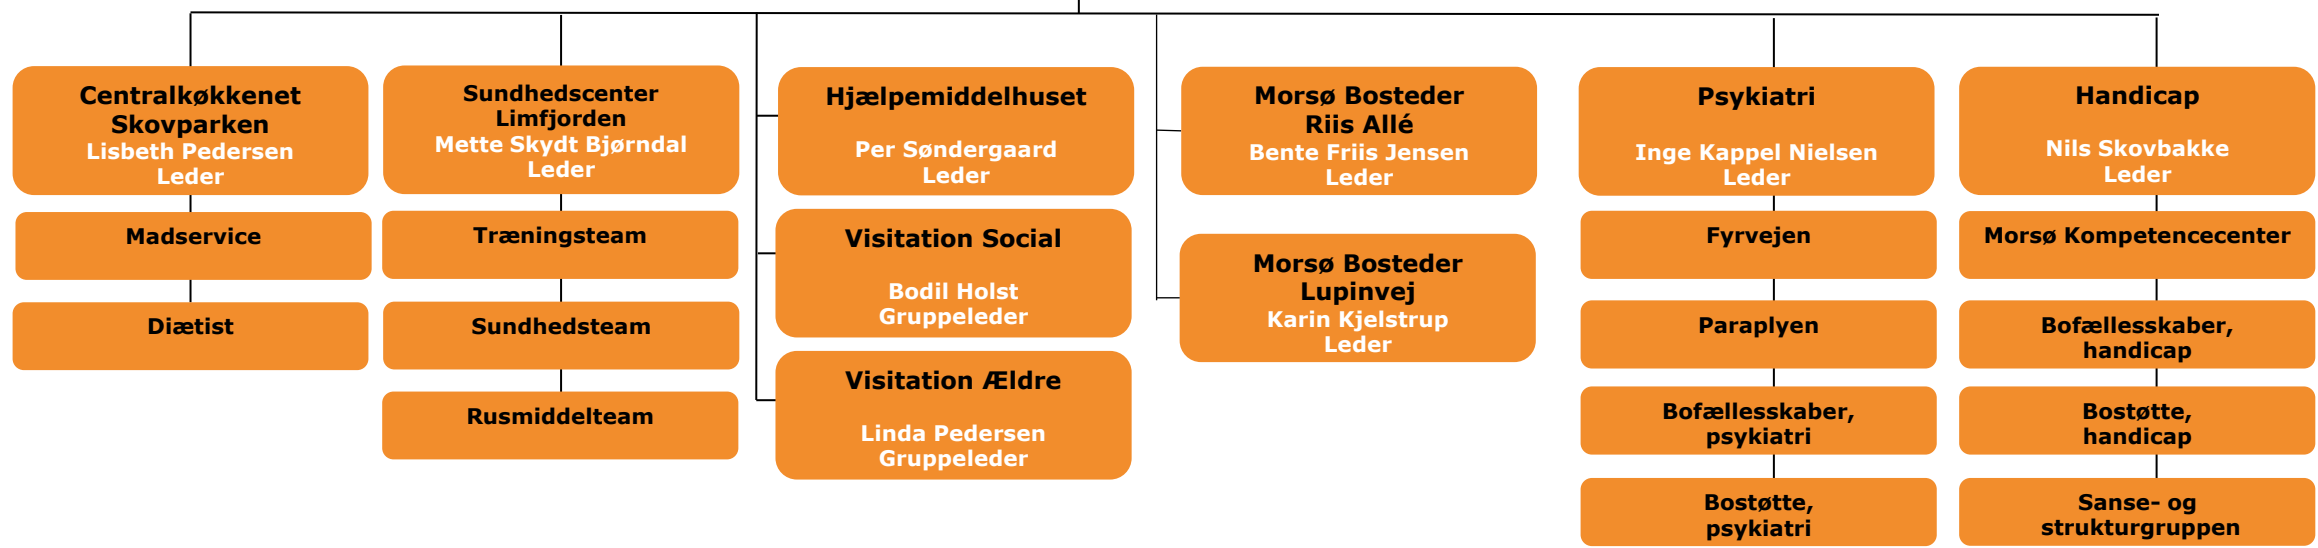 Centralkøkkenet
Skovparken
Lisbeth Pedersen
Leder
Madservice
Diætist
Sundhedscenter
Limfjorden
Mette Skydt Bjørndal
Leder
Træningsteam
Sundhedsteam
Rusmiddelteam
Hjælpemiddelhuset
Per Søndergaard
Leder
Visitation Social
Bodil Holst
Gruppeleder
Visitation Ældre
Linda Pedersen
Gruppeleder
Morsø Bosteder
Riis Allé
Bente Friis Jensen
Leder
Morsø Bosteder
Lupinvej
Karin Kjelstrup
Leder
Psykiatri
Inge Kappel Nielsen
Leder
Fyrvejen
Paraplyen
Bofællesskaber,
psykiatri
Bostøtte,
psykiatri
Handicap
Nils Skovbakke
Leder
Morsø Kompetencecenter
Bofællesskaber,
handicap
Bostøtte,
handicap
Sanse- og
strukturgruppen